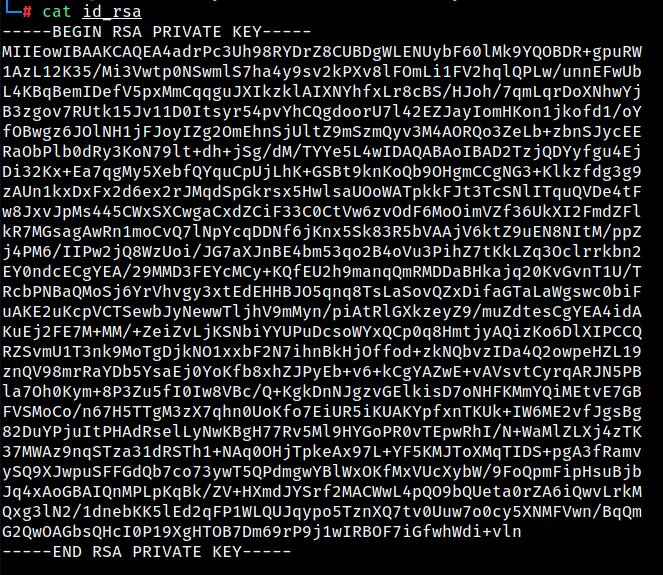 # cat id_rsa
-----BEGIN RSA PRIVATE KEY-----
MIIEowIBAAKCAQEA4adrPc3Uh98RYDrZ8CUBDgWLENUybF60lMk9YQOBDR+gpuRW
1AzL12K35/Mi3Vwtp0NSwmlS7ha4y9sv2kPXv8lFOmLi1FV2hqlQPLw/unnEFwUb
L4KBqBemIDefV5pxMmCqqguJXIkzklAIXNYhfxLr8cBS/HJoh/7qmLqrDoXNhwYj
B3zgov7RUtk15Jv11D0Itsyr54pvYhCQgdoorU7l42EZJayIomHKon1jkofd1/oY
fOBwgz6JOlNH1jFJoyIZg2OmEhnSjUltZ9mSzmQyv3M4AORQo3ZeLb+zbnSJycEE
RaObPlb0dRy3KoN79lt+dh+jSg/dM/TYYe5L4wIDAQABAoIBAD2TzjQDYyfgu4Ej
Di32Kx+Ea7qgMy5XebfQYquCpUjLhK+GSBt9knKoQb9OHgmCCgNG3+Klkzfdg3g9
zAUn1kxDxFx2d6ex2rJMqdSpGkrsx5HwlsaUOoWATpkkFJt3TcSNlITquQVDe4tF
w8JxvJpMs445CWxSXCwgaCxdZCiF33C0CtVw6zvOdF6MoOimVZf36UkXI2FmdZFl
kR7MGsagAwRn1moCvQ7lNpYcqDDNf6jKnx5Sk83R5bVAAjV6ktZ9uEN8NItM/ppZ
j4PM6/IIPw2jQ8WzUoi/JG7aXJnBE4bm53qo2B4oVu3PihZ7tKkLZq3Oclrrkbn2
EY0ndcECgYEA/29MMD3FEYcMCy+KQfEU2h9manqQmRMDDaBHkajq20KvGvnT1U/T
RcbPNBaQMoSj6YrVhvgy3xtEdEHHBJO5qnq8TsLaSovQZxDifaGTaLaWgswc0biF
uAKE2uKcpVCTSewbJyNewwTljhV9mMyn/piAtRlGXkzeyZ9/muZdtesCgYEA4idA
KuEj2FE7M+MM/+ZeiZvLjKSNbiYYUPuDcsoWYxQCp0q8HmtjyAQizKo6DlXIPCCQ
RZSvmU1T3nk9MoTgDjkNO1xxbF2N7ihnBkHjOffod+zkNQbvzIDa4Q2owpeHZL19
znQV98mrRaYDb5YsaEj0YoKfb8xhZJPyEb+v6+kCgYAZwE+vAVsvtCyrqARJN5PB
la7Oh0Kym+8P3Zu5fI0Iw8VBc/Q+KgkDnNJgzvGElkisD7oNHFKMmYQiMEtvE7GB
FVSMoCo/n67H5TTgM3zX7qhn0UoKfo7EiUR5iKUAKYpfxnTKUk+IW6ME2vfJgsBg
82DuYPjuItPHAdRselLyNwKBgH77Rv5Ml9HYGoPR0vTEpwRhI/N+WaMlZLXj4zTK
37MWAz9nqSTza31dRSTh1+NAq0OHjTpkeAx97L+YF5KMJToXMqTIDS+pgA3fRamv
ySQ9XJWpuSFFGdQb7co73ywT5QPdmgwYBlWxOKfMxVUcXybW/9FoQpmFipHsuBjb
Jq4xAoGBAIQnMPLpKqBk/ZV+HXmdJYSrf2MACWwL4pQO9bQUeta0rZA6iQwvLrkM
Qxg3lN2/1dnebKK5lEd2qFP1WLQUJqypo5TznXQ7tv0Uuw7o0cy5XNMFVwn/BqQm
G2QwOAGbsQHcI0P19XgHTOB7Dm69rP9j1wIRBOF7iGfwhWdi+vln
-----END RSA PRIVATE KEY-----